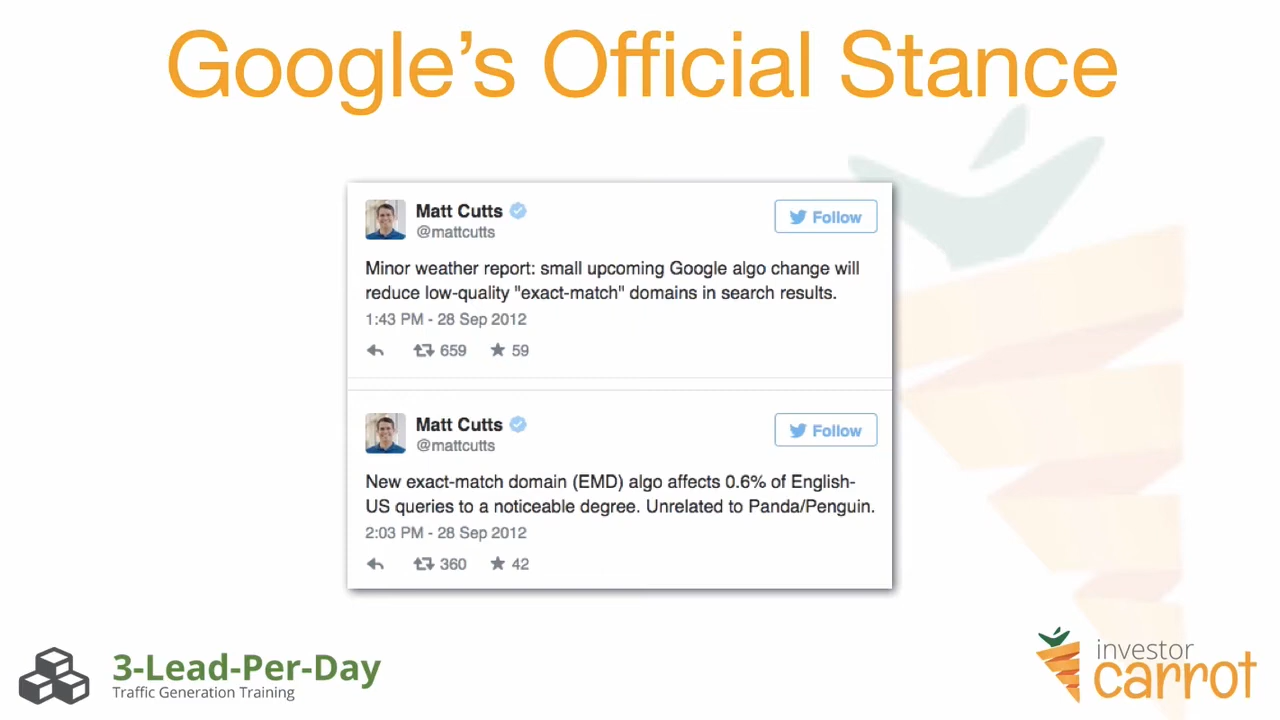 Google's Official Stance
Matt Cutts
@mattcutts
Follow
Minor weather report: small upcoming Google algo change will
reduce low-quality "exact-match" domains in search results.
1:43 PM - 28 Sep 2012
659 59
Matt Cutts
@mattcutts
Follow
New exact-match domain (EMD) algo affects 0.6% of English-
US queries to a noticeable degree. Unrelated to Panda/Penguin.
2:03 PM - 28 Sep 2012
360 42
3-Lead-Per-Day
Traffic Generation Training
investor
carrot